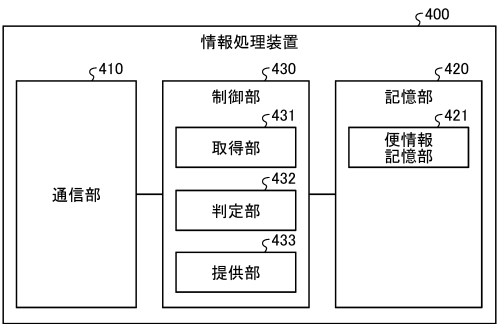 400
情報処理装置
410
430
420
通信部
制御部
431
取得部
432
判定部
433
提供部
記憶部
421
便情報
記憶部